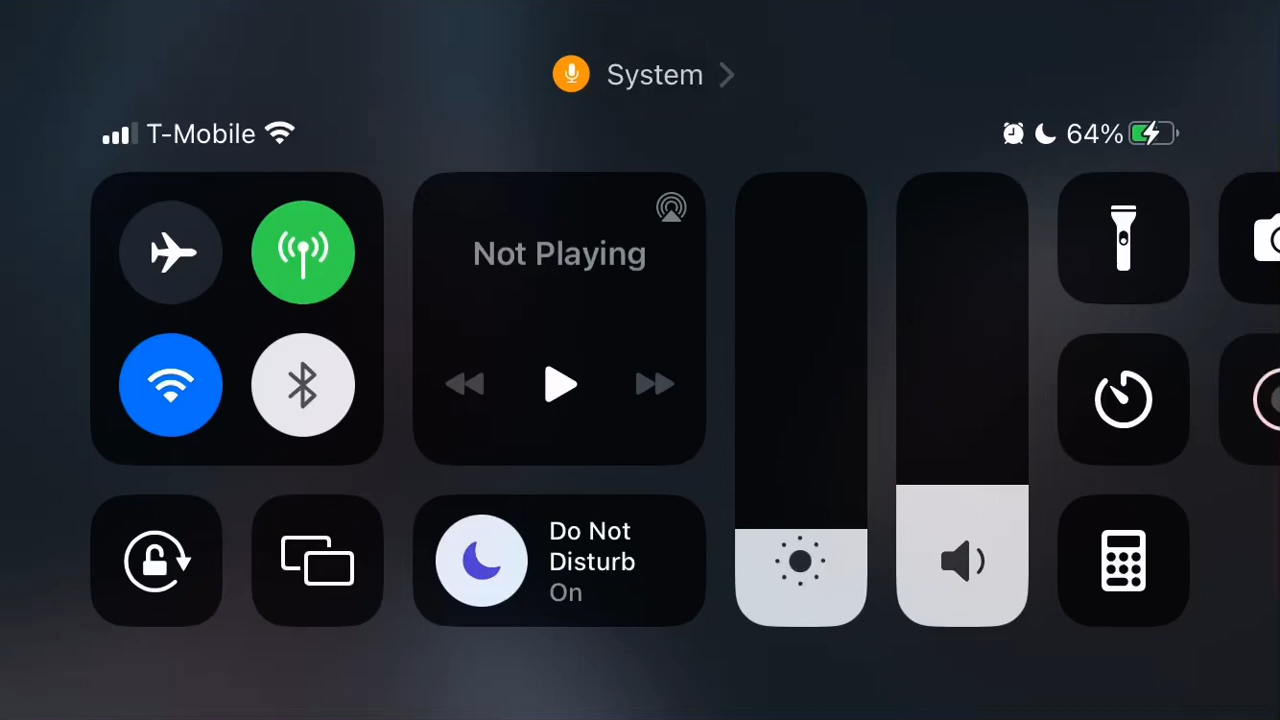 System
T-Mobile
64%
Not Playing
Do Not
Disturb
On